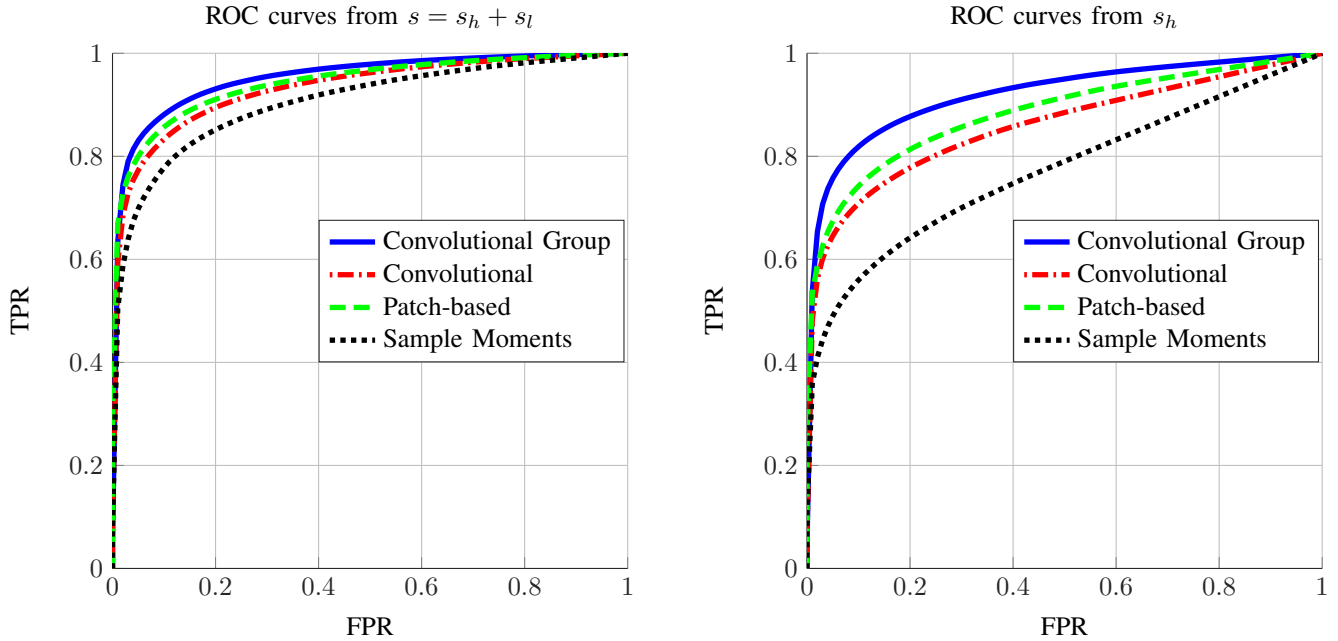 ROC curves from s = s_h + s_l
1
0.8
0.6
0.4
0.2
0
0 0.2 0.4 0.6 0.8 1
TPR
FPR
Convolutional Group
Convolutional
Patch-based
Sample Moments
ROC curves from s_h
1
0.8
0.6
0.4
0.2
0
0 0.2 0.4 0.6 0.8 1
TPR
FPR
Convolutional Group
Convolutional
Patch-based
Sample Moments